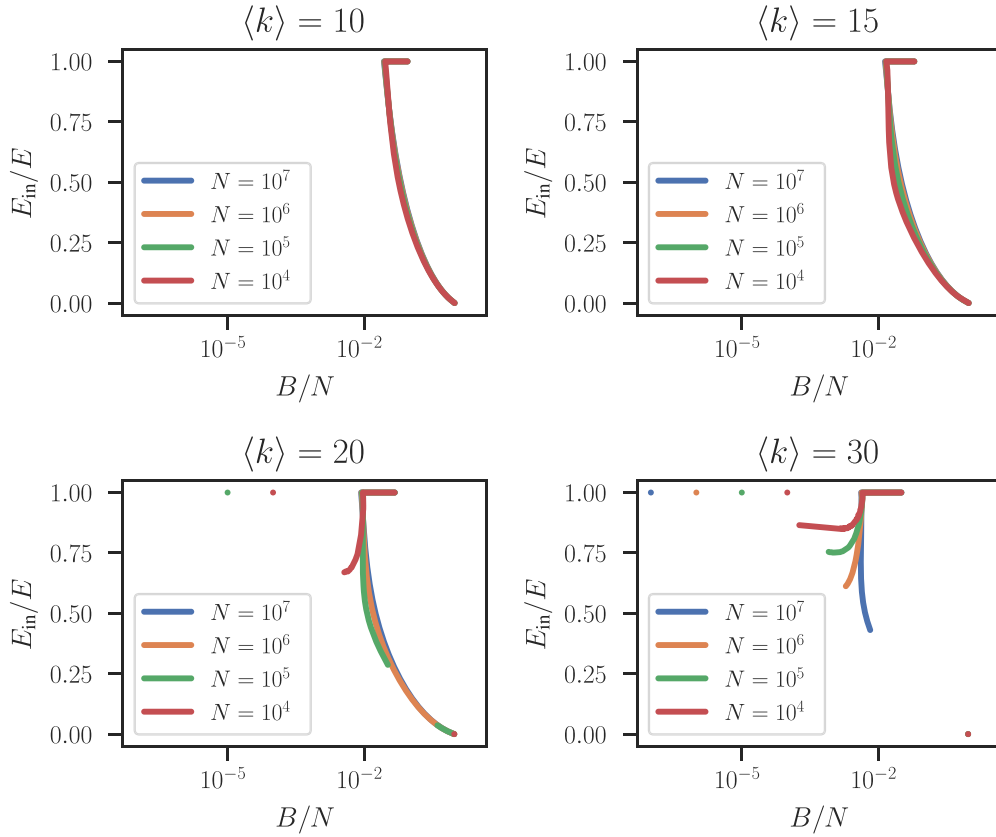 ⟨k⟩ = 10
1.00
0.75
0.50
0.25
0.00
E_in/E
N = 10^7
N = 10^6
N = 10^5
N = 10^4
10^−5
10^−2
B/N
⟨k⟩ = 15
1.00
0.75
0.50
0.25
0.00
E_in/E
N = 10^7
N = 10^6
N = 10^5
N = 10^4
10^−5
10^−2
B/N
⟨k⟩ = 20
1.00
0.75
0.50
0.25
0.00
E_in/E
N = 10^7
N = 10^6
N = 10^5
N = 10^4
10^−5
10^−2
B/N
⟨k⟩ = 30
1.00
0.75
0.50
0.25
0.00
E_in/E
N = 10^7
N = 10^6
N = 10^5
N = 10^4
10^−5
10^−2
B/N